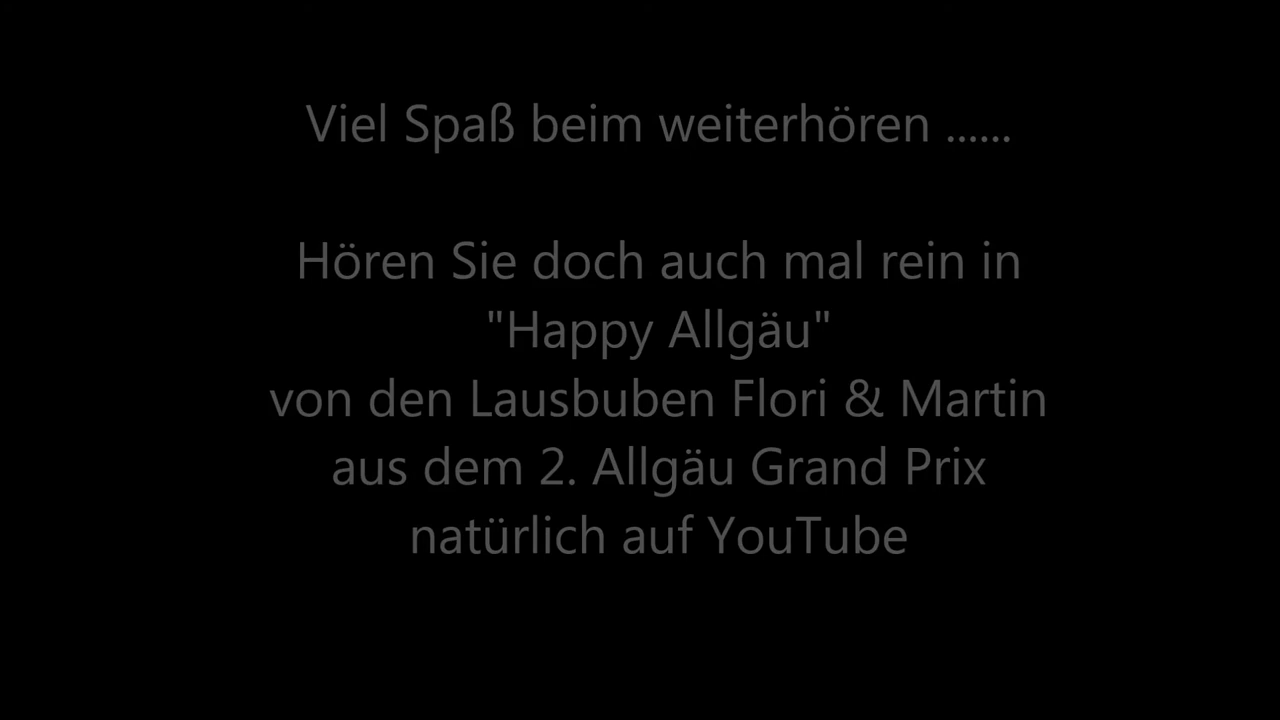 Viel Spaß beim weiterhören ......
Hören Sie doch auch mal rein in
"Happy Allgäu"
von den Lausbuben Flori & Martin
aus dem 2. Allgäu Grand Prix
natürlich auf YouTube